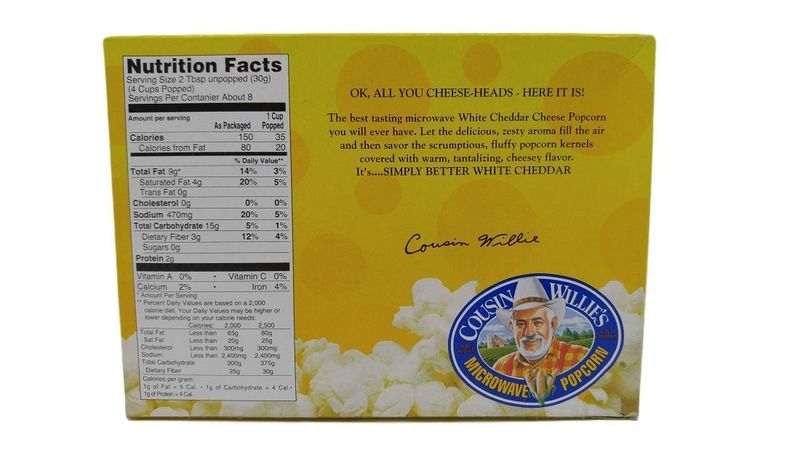 Nutrition Facts
Serving Size 2 Tbsp unpopped (30g)
(4 Cups Popped)
Servings Per Contanier About 8
Amount per serving As Packaged 1 Cup Popped
Calories 150 35
Calories from Fat 80 20
% Daily Value**
Total Fat 9g* 14% 3%
Saturated Fat 4g 20% 5%
Trans Fat 0g
Cholesterol 0g 0% 0%
Sodium 470mg 20% 5%
Total Carbohydrate 15g 5% 1%
Dietary Fiber 3g 12% 4%
Sugars 0g
Protein 2g
Vitamin A 0% • Vitamin C 0%
Calcium 2% • Iron 4%
* Amount Per Serving
** Percent Daily Values are based on a 2,000
calorie diet. Your Daily Values may be higher or
lower depending on your calorie needs:
Calories: 2,000 2,500
Total Fat Less than 65g 80g
Sat Fat Less than 20g 25g
Cholesterol Less than 300mg 300mg
Sodium Less than 2,400mg 2,400mg
Total Carbohydrate 300g 375g
Dietary Fiber 25g 30g
Calories per gram:
1g of Fat = 9 Cal. • 1g of Carbohydrate = 4 Cal. •
1g of Protein = 4 Cal.
OK, ALL YOU CHEESE-HEADS - HERE IT IS!
The best tasting microwave White Cheddar Cheese Popcorn
you will ever have. Let the delicious, zesty aroma fill the air
and then savor the scrumptious, fluffy popcorn kernels
covered with warm, tantalizing, cheesey flavor.
It's....SIMPLY BETTER WHITE CHEDDAR
Cousin Willie
COUSIN WILLIE'S
MICROWAVE POPCORN
®